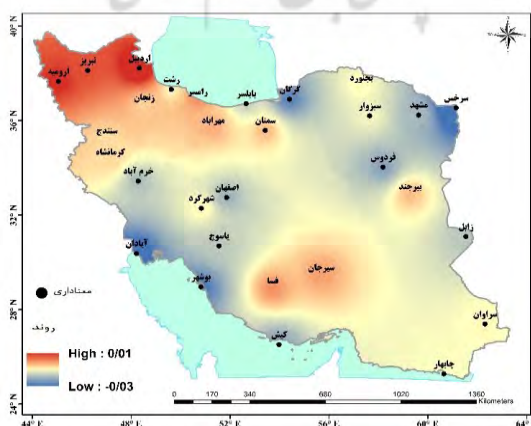 40° N
36° N
32° N
28° N
24° N
44° E
48° E
52° E
56° E
60° E
64° E
ارومیه
تبریز
اردبیل
رشت
زنجان
رامسر
بابلسر
گرگان
بجنورد
سبزوار
مشهد
سرخس
سنندج
کرمانشاه
مهراباد
سمنان
خرم آباد
اصفهان
شهرکرد
فردوس
بیرجند
زابل
آبادان
یاسوج
بوشهر
فسا
سیرجان
کیش
سراوان
چابهار
معناداری
روند
High : 0/01
Low : -0/03
0 170 340 680 1020 1360
Kilometers